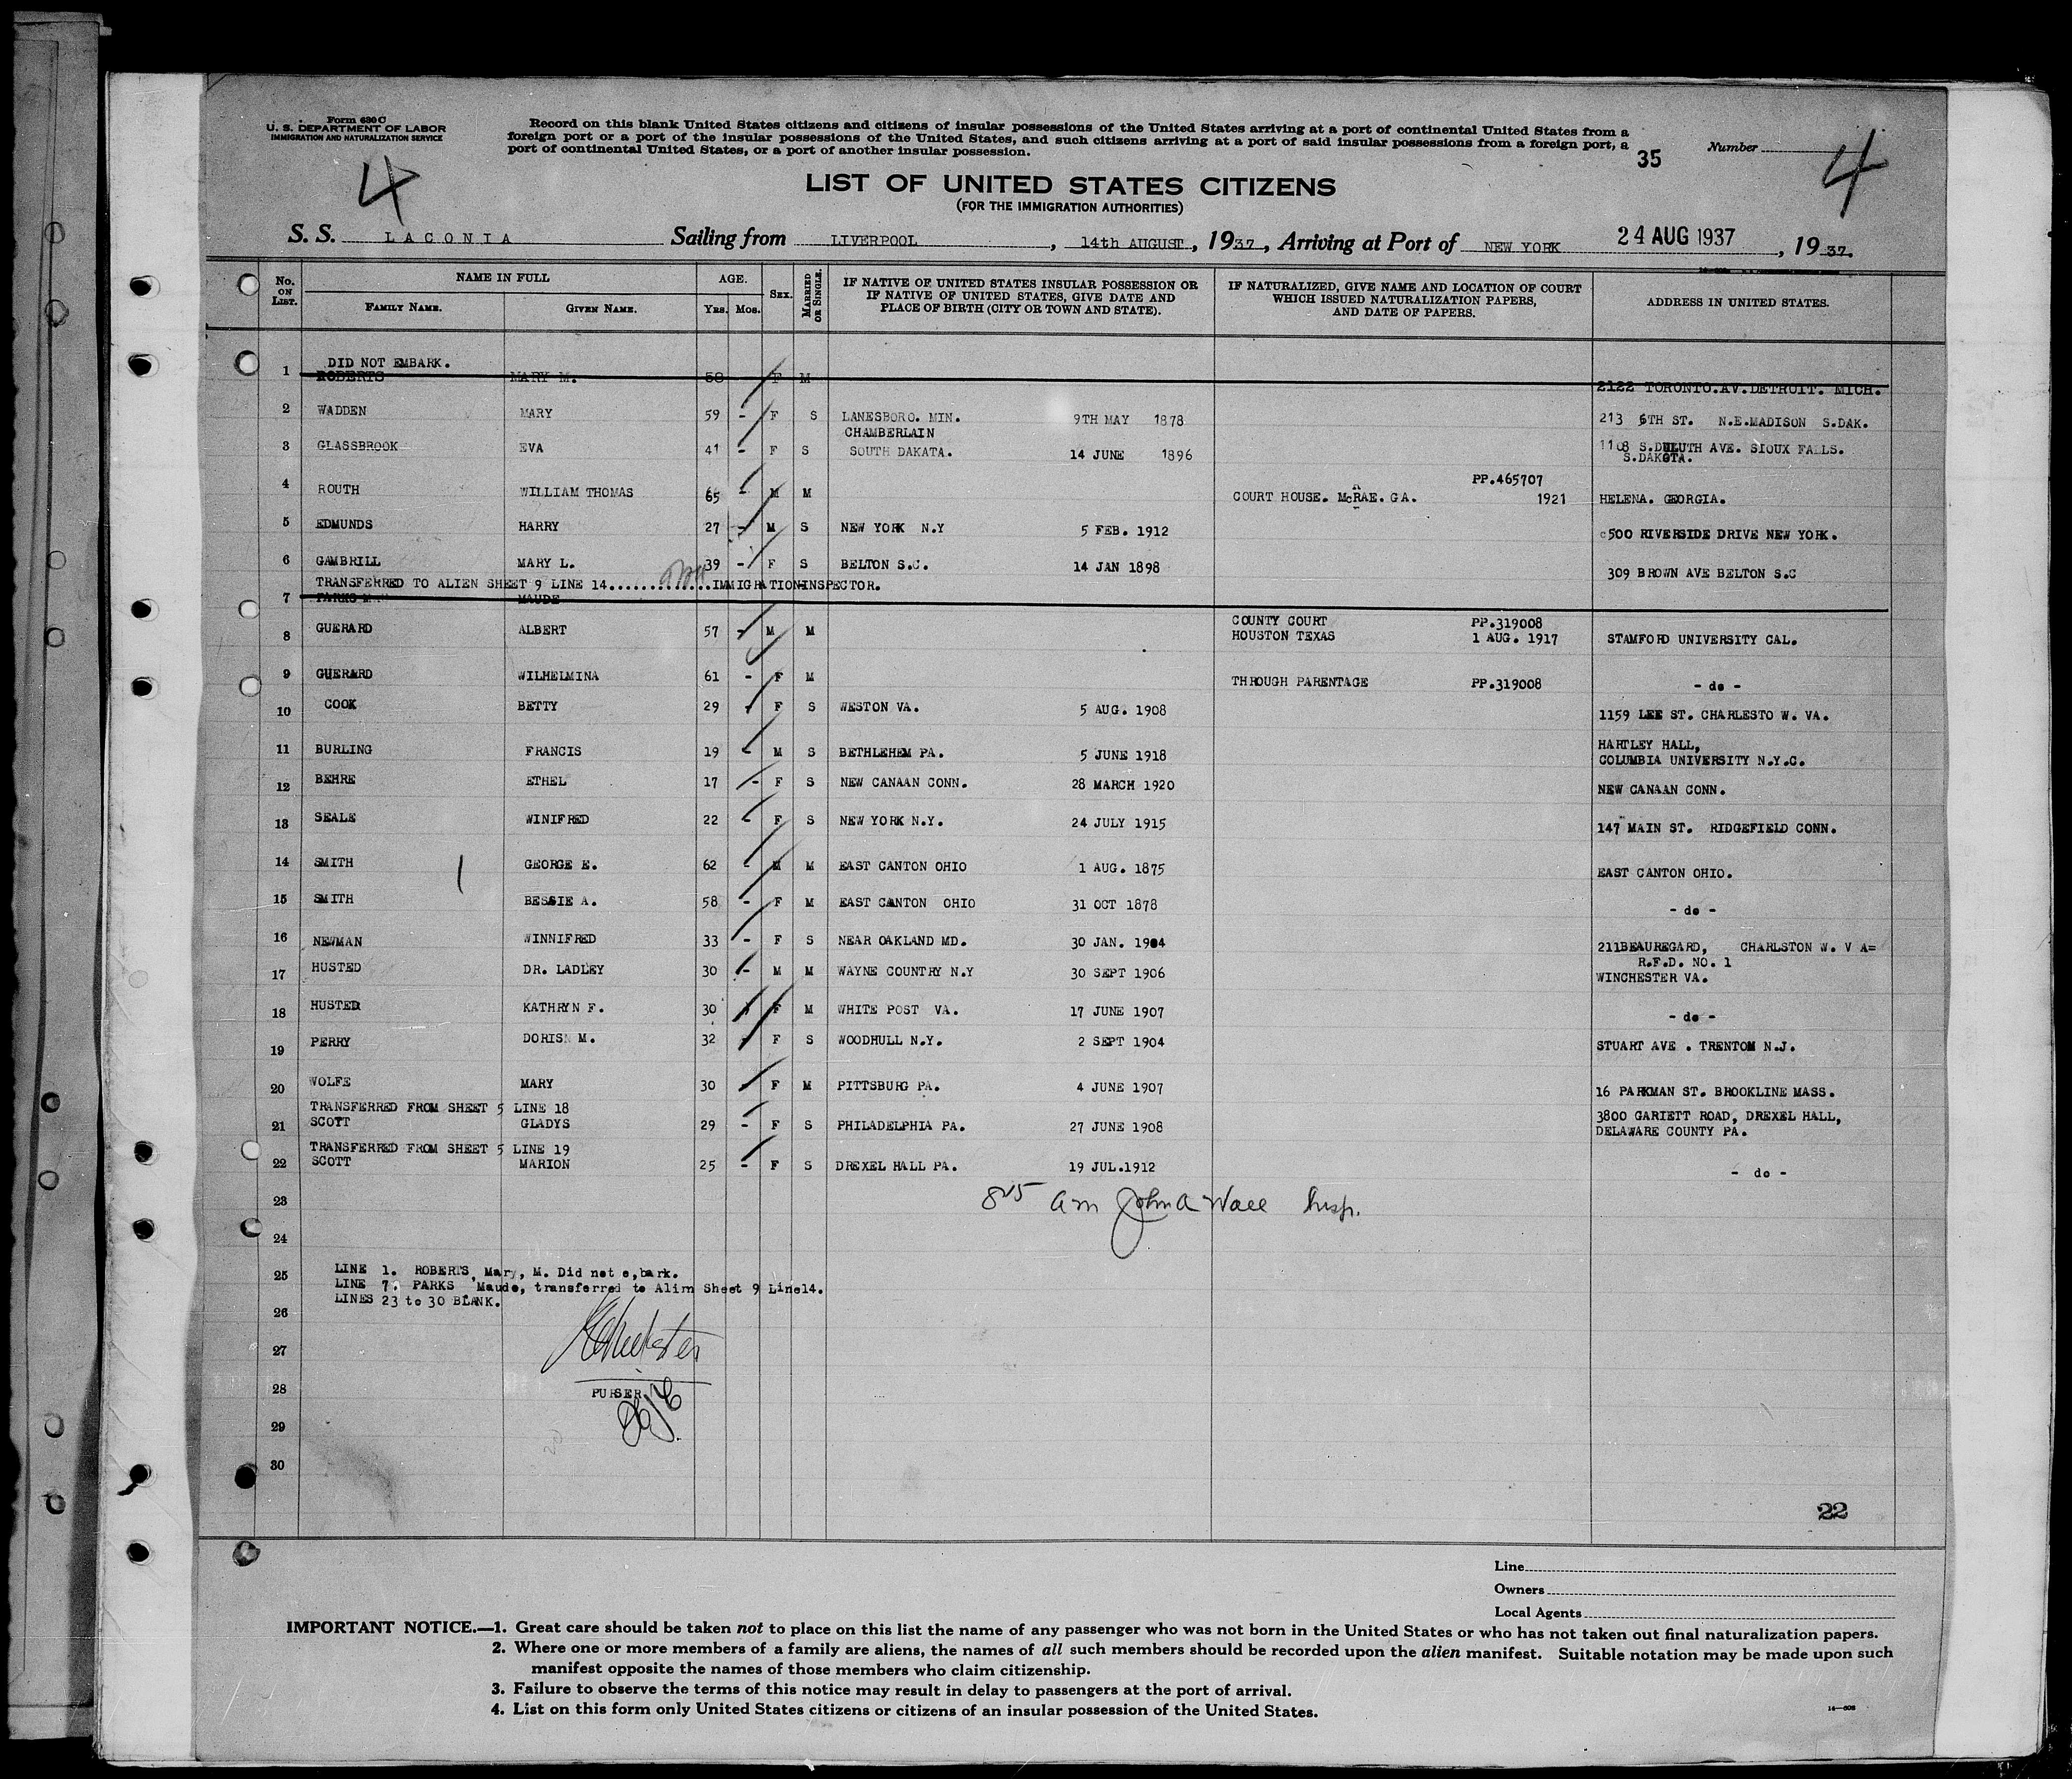 Form 630 C
U. S. DEPARTMENT OF LABOR
IMMIGRATION AND NATURALIZATION SERVICE
Record on this blank United States citizens and citizens of insular possessions of the United States arriving at a port of continental United States from a
foreign port or a port of the insular possessions of the United States, and such citizens arriving at a port of said insular possessions from a foreign port, a
port of continental United States, or a port of another insular possession.
35
Number
4
4
LIST OF UNITED STATES CITIZENS
(FOR THE IMMIGRATION AUTHORITIES)
S. S. LACONIA Sailing from LIVERPOOL, 14th AUGUST, 1937, Arriving at Port of NEW YORK 24 AUG 1937, 1937.
No. ON LIST. NAME IN FULL FAMILY NAME. GIVEN NAME. AGE. YRS. MOS. SEX. MARRIED OR SINGLE. IF NATIVE OF UNITED STATES INSULAR POSSESSION OR IF NATIVE OF UNITED STATES, GIVE DATE AND PLACE OF BIRTH (CITY OR TOWN AND STATE). IF NATURALIZED, GIVE NAME AND LOCATION OF COURT WHICH ISSUED NATURALIZATION PAPERS, AND DATE OF PAPERS. ADDRESS IN UNITED STATES.
DID NOT EMBARK.
1 ROBERTS MARY M. 58 F M 2122 TORONTO.AV.DETROIT. MICH.
2 WADDEN MARY 59 - F S LANESBORO. MIN. 9TH MAY 1878 213 6TH ST. N.E.MADISON S.DAK.
CHAMBERLAIN
3 GLASSBROOK EVA 41 - F S SOUTH DAKATA. 14 JUNE 1896 1108 S.DULUTH AVE. SIOUX FALLS.
S.DAKOTA.
PP.465707
4 ROUTH WILLIAM THOMAS 65 - M M COURT HOUSE. McRAE. GA. 1921 HELENA. GEORGIA.
5 EDMUNDS HARRY 27 - M S NEW YORK N.Y 5 FEB. 1912 c500 RIVERSIDE DRIVE NEW YORK.
6 GAMBRILL MARY L. 39 - F S BELTON S.C. 14 JAN 1898 309 BROWN AVE BELTON S.C
TRANSFERRED TO ALIEN SHEET 9 LINE 14.............IMMIGRATION INSPECTOR.
7 PARKS MAUDE
COUNTY COURT PP.319008
8 GUERARD ALBERT 57 - M M HOUSTON TEXAS 1 AUG. 1917 STAMFORD UNIVERSITY CAL.
9 GUERARD WILHELMINA 61 - F M THROUGH PARENTAGE PP.319008 - do -
10 COOK BETTY 29 - F S WESTON VA. 5 AUG. 1908 1159 LEE ST. CHARLESTO W. VA.
11 BURLING FRANCIS 19 - M S BETHLEHEM PA. 5 JUNE 1918 HARTLEY HALL,
COLUMBIA UNIVERSITY N.Y.C.
12 BEHRE ETHEL 17 - F S NEW CANAAN CONN. 28 MARCH 1920 NEW CANAAN CONN.
13 SEALE WINIFRED 22 - F S NEW YORK N.Y. 24 JULY 1915 147 MAIN ST. RIDGEFIELD CONN.
14 SMITH GEORGE E. 62 - M M EAST CANTON OHIO 1 AUG. 1875 EAST CANTON OHIO.
15 SMITH BESSIE A. 58 - F M EAST CANTON OHIO 31 OCT 1878 - do -
16 NEWMAN WINNIFRED 33 - F S NEAR OAKLAND MD. 30 JAN. 1904 211BEAUREGARD, CHARLSTON W. V A=
R.F.D. NO. 1
17 HUSTED DR. LADLEY 30 - M M WAYNE COUNTRY N.Y 30 SEPT 1906 WINCHESTER VA.
18 HUSTED KATHRYN F. 30 F M WHITE POST VA. 17 JUNE 1907 - do -
19 PERRY DORIS M. 32 - F S WOODHULL N.Y. 2 SEPT 1904 STUART AVE . TRENTOM N.J.
20 WOLFE MARY 30 - F M PITTSBURG PA. 4 JUNE 1907 16 PARKMAN ST. BROOKLINE MASS.
TRANSFERRED FROM SHEET 5 LINE 18
21 SCOTT GLADYS 29 - F S PHILADELPHIA PA. 27 JUNE 1908 3800 GARIETT ROAD, DREXEL HALL,
DELAWARE COUNTY PA.
TRANSFERRED FROM SHEET 5 LINE 19
22 SCOTT MARION 25 - F S DREXEL HALL PA. 19 JUL.1912 - do -
23 845 am John A Wall Insp.
24
25 LINE 1. ROBERTS, Mary, M. Did not e,bark.
LINE 7. PARKS Maude, transferred to Alirn Sheet 9 Line14.
LINES 23 to 30 BLANK.
26
27
28 PURSER
29
30
22
Line
Owners
Local Agents
IMPORTANT NOTICE.—1. Great care should be taken not to place on this list the name of any passenger who was not born in the United States or who has not taken out final naturalization papers.
2. Where one or more members of a family are aliens, the names of all such members should be recorded upon the alien manifest. Suitable notation may be made upon such
manifest opposite the names of those members who claim citizenship.
3. Failure to observe the terms of this notice may result in delay to passengers at the port of arrival.
4. List on this form only United States citizens or citizens of an insular possession of the United States.